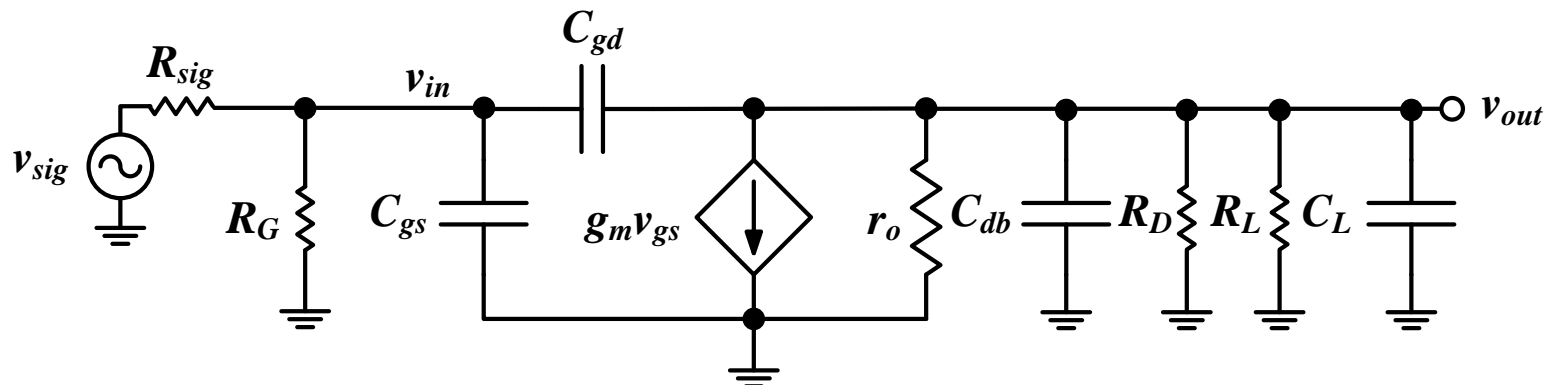 C_gd
R_sig
v_in
v_out
v_sig
R_G
C_gs
g_m v_gs
r_o
C_db
R_D
R_L
C_L